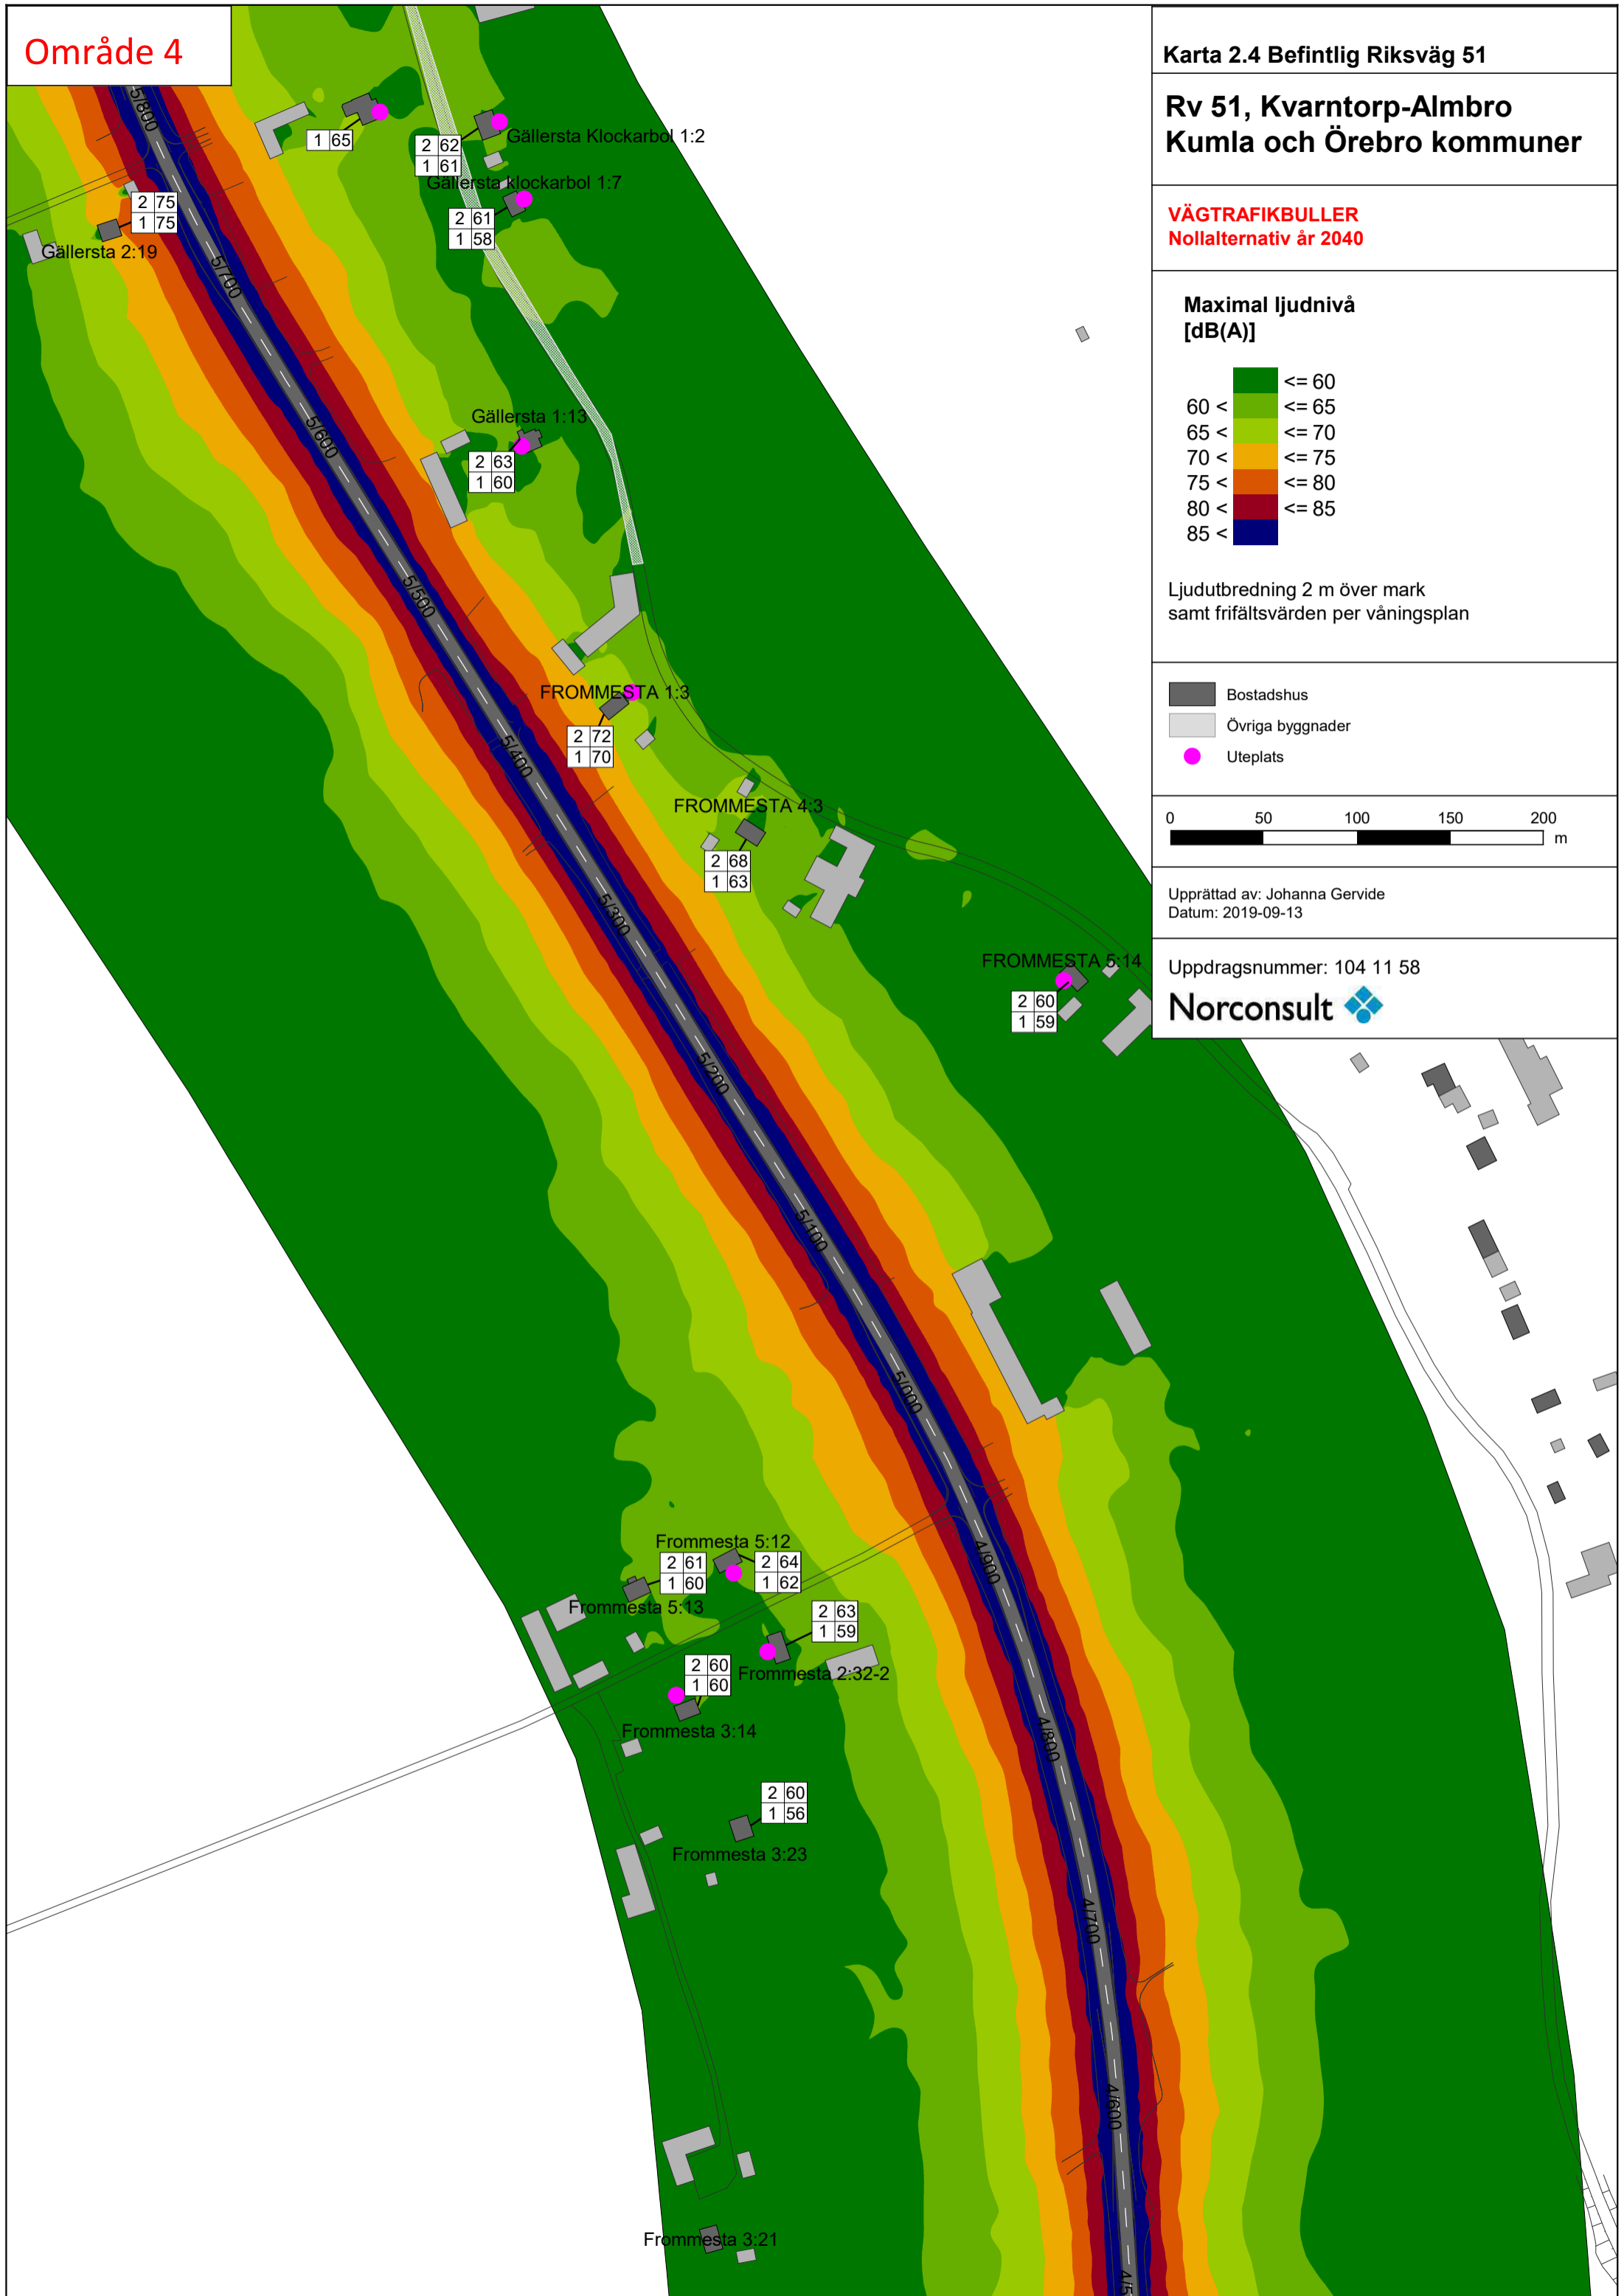 Område 4
Karta 2.4 Befintlig Riksväg 51
Rv 51, Kvarntorp-Almbro
Kumla och Örebro kommuner
VÄGTRAFIKBULLER
Nollalternativ år 2040
Maximal ljudnivå
[dB(A)]
<= 60
60 < <= 65
65 < <= 70
70 < <= 75
75 < <= 80
80 < <= 85
85 <
Ljudutbredning 2 m över mark
samt frifältsvärden per våningsplan
Bostadshus
Övriga byggnader
Uteplats
0 50 100 150 200
m
Upprättad av: Johanna Gervide
Datum: 2019-09-13
Uppdragsnummer: 104 11 58
Norconsult
5/800
1 65
2 62
1 61
Gällersta Klockarbol 1:2
Gällersta klockarbol 1:7
2 61
1 58
2 75
1 75
Gällersta 2:19
5/700
Gällersta 1:13
2 63
1 60
5/600
5/500
FROMMESTA 1:3
2 72
1 70
5/400
FROMMESTA 4:3
2 68
1 63
5/300
FROMMESTA 5:14
2 60
1 59
5/200
5/100
5/000
4/900
Frommesta 5:12
2 61
1 60
2 64
1 62
Frommesta 5:13
2 63
1 59
Frommesta 2:32-2
2 60
1 60
Frommesta 3:14
4/800
2 60
1 56
Frommesta 3:23
4/700
4/600
Frommesta 3:21
4/5